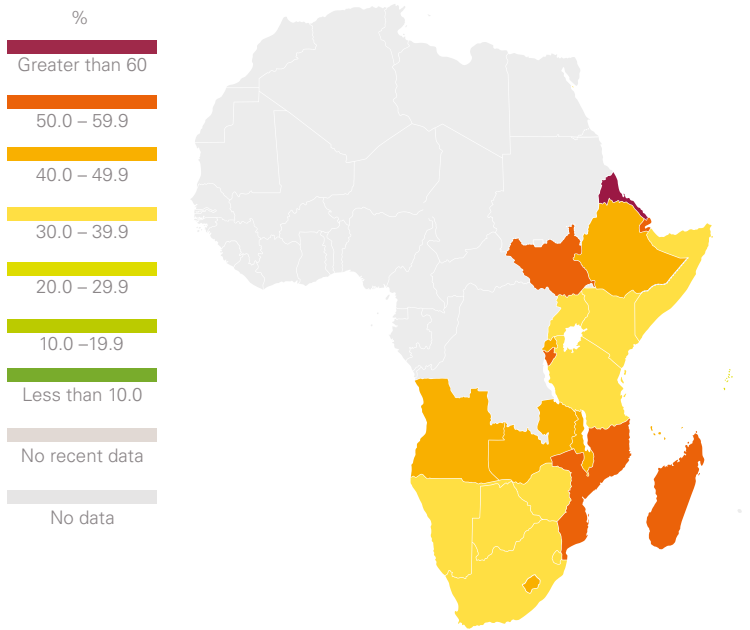 %
Greater than 60
50.0 – 59.9
40.0 – 49.9
30.0 – 39.9
20.0 – 29.9
10.0 –19.9
Less than 10.0
No recent data
No data